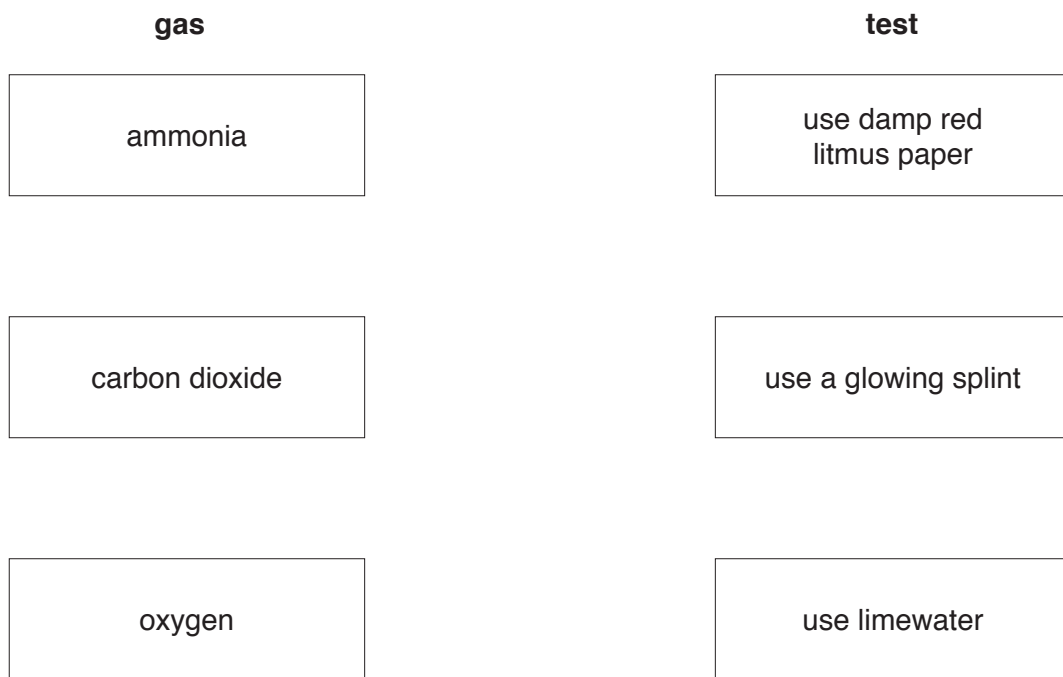 gas
test
ammonia
use damp red
litmus paper
carbon dioxide
use a glowing splint
oxygen
use limewater